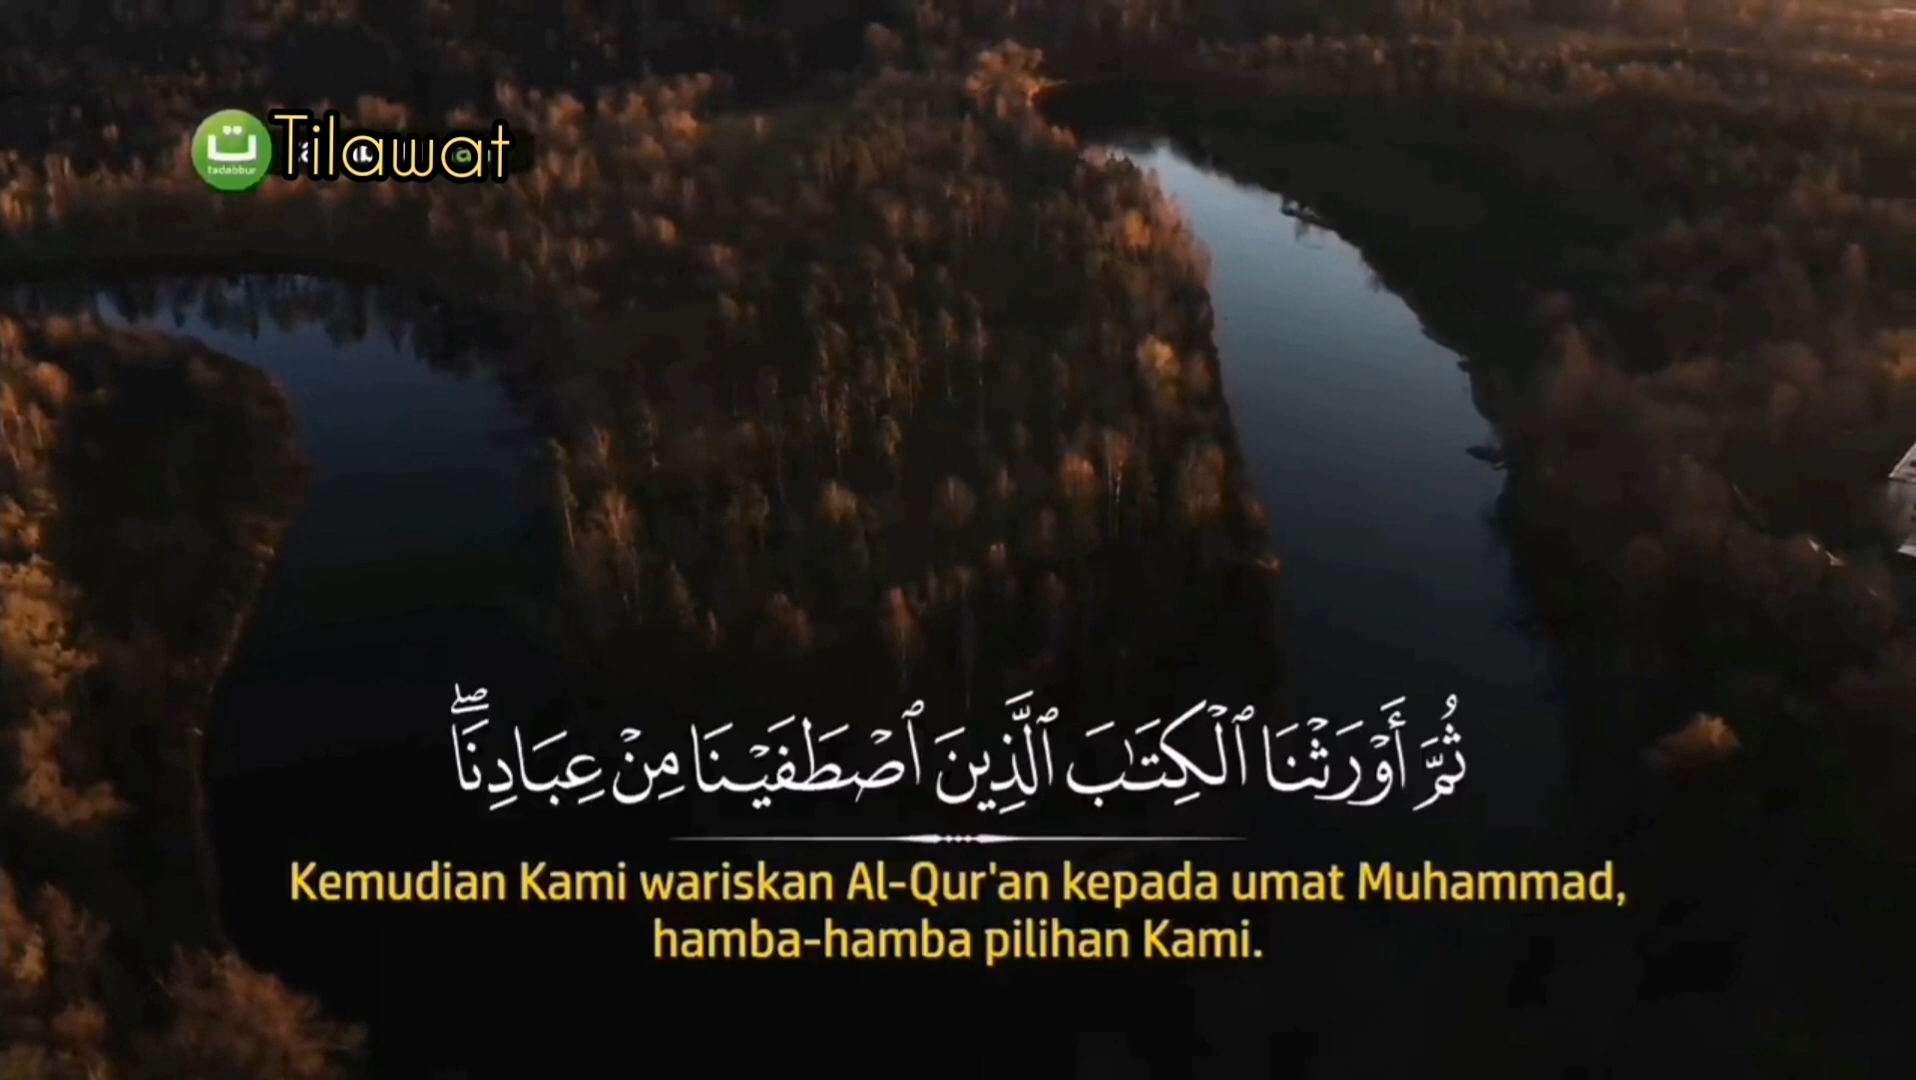 Tilawat
ت
tadabbur
ثُمَّ أَوْرَثْنَا ٱلْكِتَـٰبَ ٱلَّذِينَ ٱصْطَفَيْنَا مِنْ عِبَادِنَا ۖ
Kemudian Kami wariskan Al-Qur'an kepada umat Muhammad,
hamba-hamba pilihan Kami.